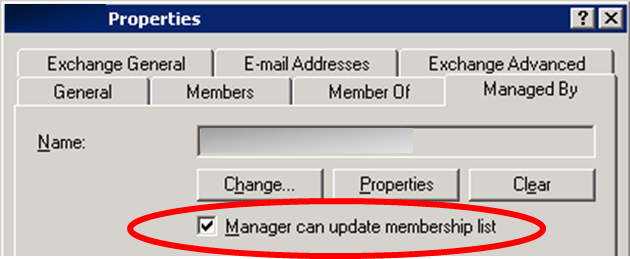 Properties
Exchange General E-mail Addresses Exchange Advanced
General Members Member Of Managed By
Name:
Change... Properties Clear
Manager can update membership list